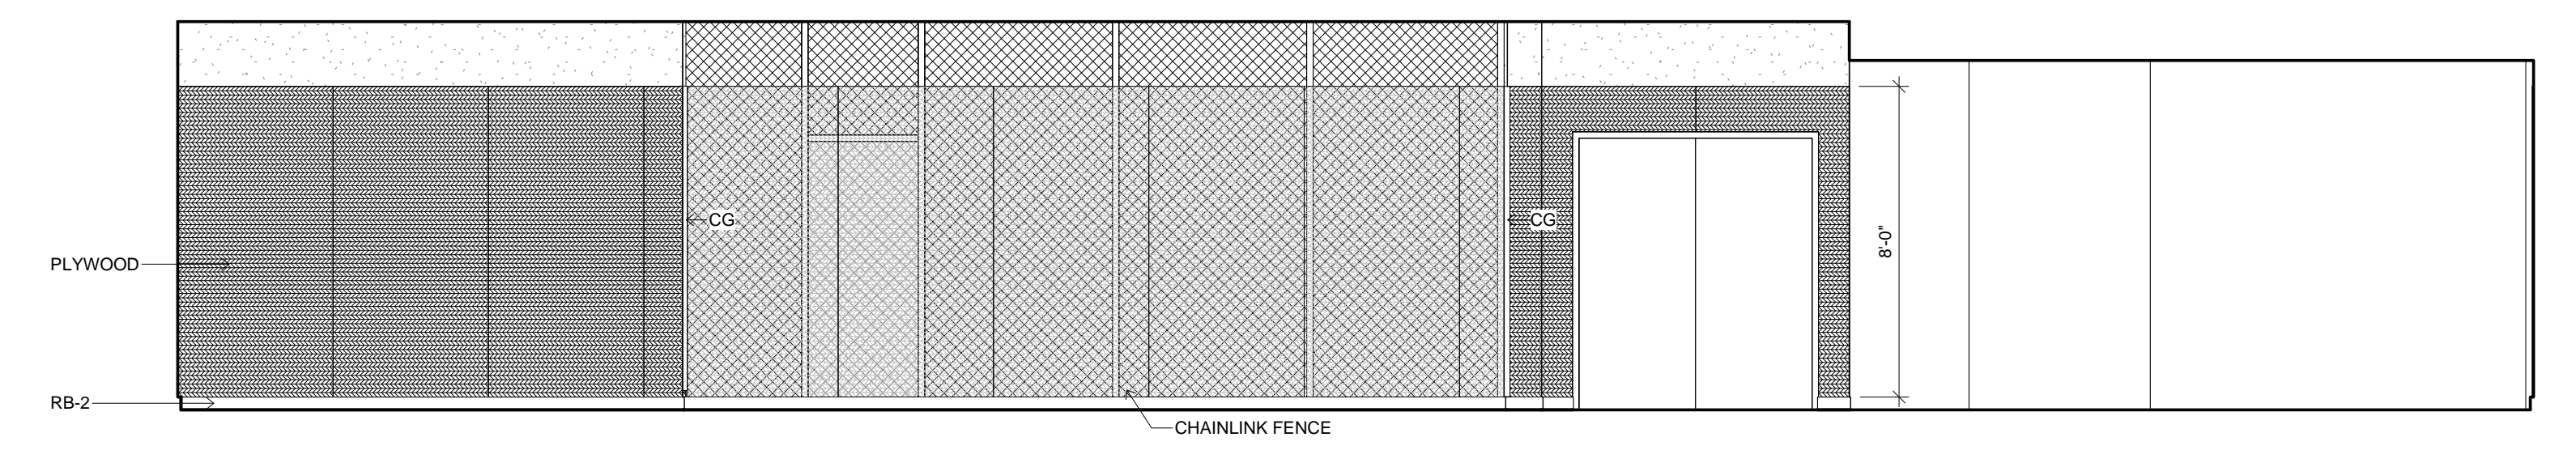 CG
CG
8'-0"
PLYWOOD
RB-2
CHAINLINK FENCE